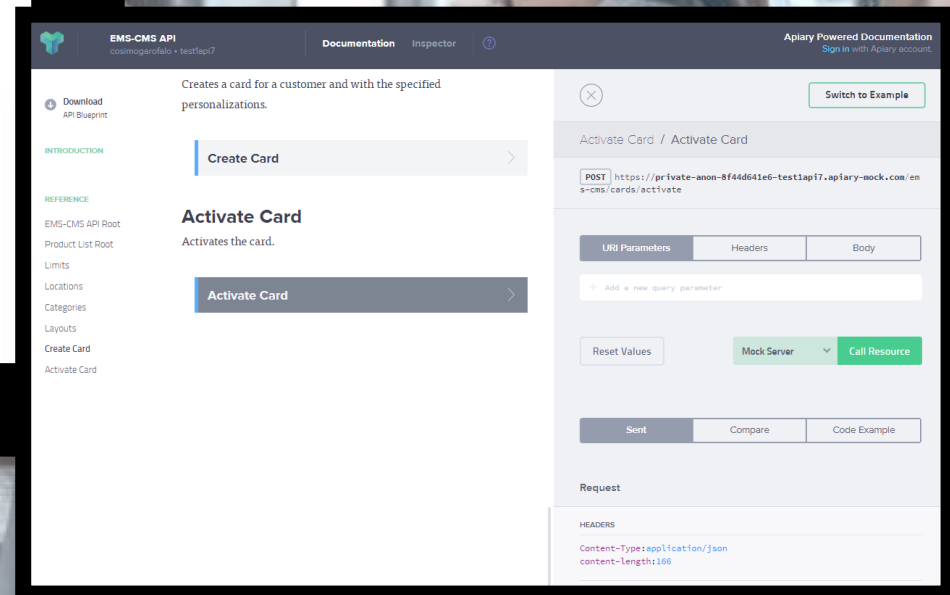 EMS-CMS API
cosimogarofalo • test1api7
Documentation
Inspector
Apiary Powered Documentation
Sign in with Apiary account.
Download
API Blueprint
INTRODUCTION
REFERENCE
EMS-CMS API Root
Product List Root
Limits
Locations
Categories
Layouts
Create Card
Activate Card
Creates a card for a customer and with the specified
personalizations.
Create Card
Activate Card
Activates the card.
Activate Card
Switch to Example
Activate Card / Activate Card
POST https://private-anon-8f44d641e6-test1api7.apiary-mock.com/em
s-cms/cards/activate
URI Parameters Headers Body
+ Add a new query parameter
Reset Values
Mock Server
Call Resource
Sent Compare Code Example
Request
HEADERS
Content-Type:application/json
content-length:166